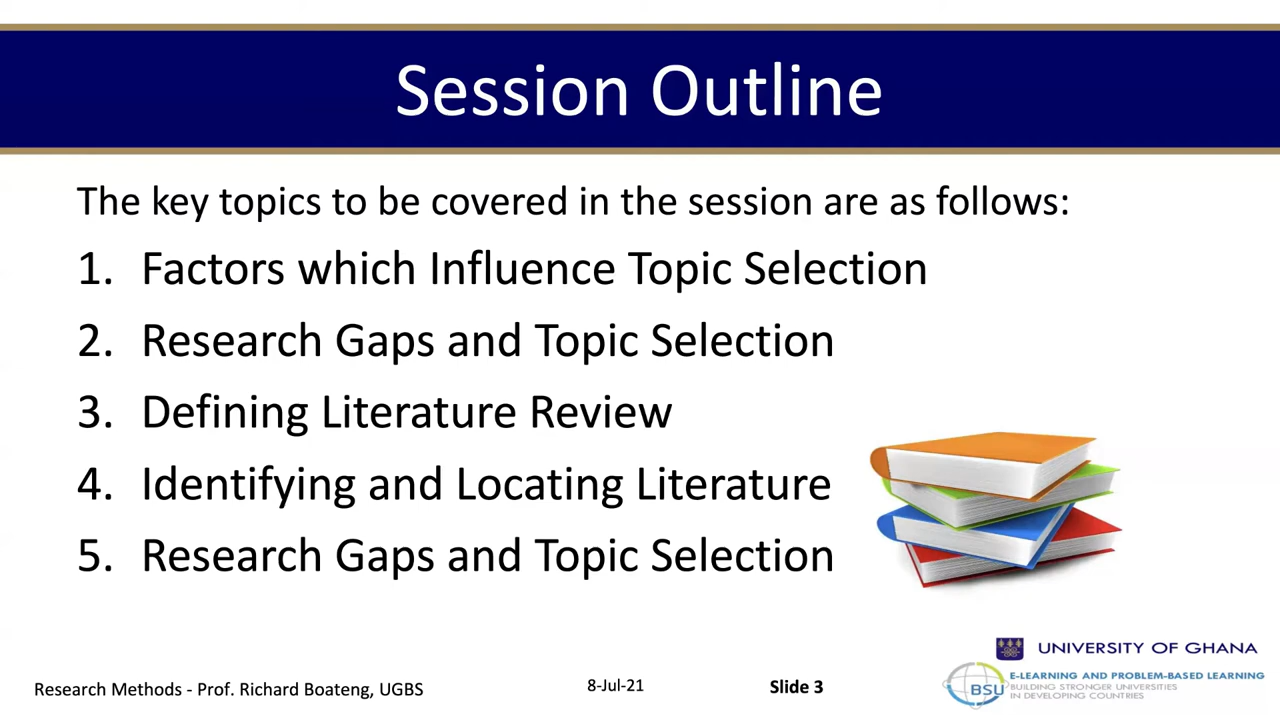 Session Outline
The key topics to be covered in the session are as follows:
1. Factors which Influence Topic Selection
2. Research Gaps and Topic Selection
3. Defining Literature Review
4. Identifying and Locating Literature
5. Research Gaps and Topic Selection
UNIVERSITY OF GHANA
BSU
E-LEARNING AND PROBLEM-BASED LEARNING
BUILDING STRONGER UNIVERSITIES
IN DEVELOPING COUNTRIES
Research Methods - Prof. Richard Boateng, UGBS
8-Jul-21
Slide 3